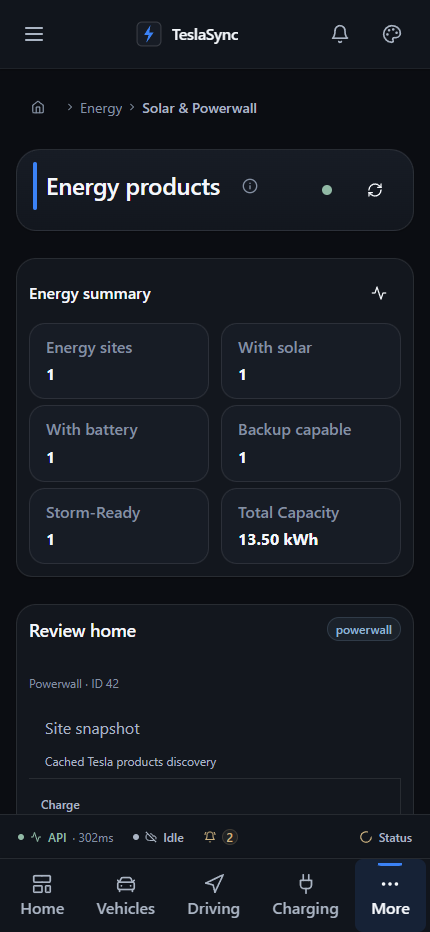 TeslaSync
Energy Solar & Powerwall
Energy products
Energy summary
Energy sites
1
With solar
1
With battery
1
Backup capable
1
Storm-Ready
1
Total Capacity
13.50 kWh
Review home
powerwall
Powerwall · ID 42
Site snapshot
Cached Tesla products discovery
Charge
API · 302ms Idle 2 Status
Home Vehicles Driving Charging More